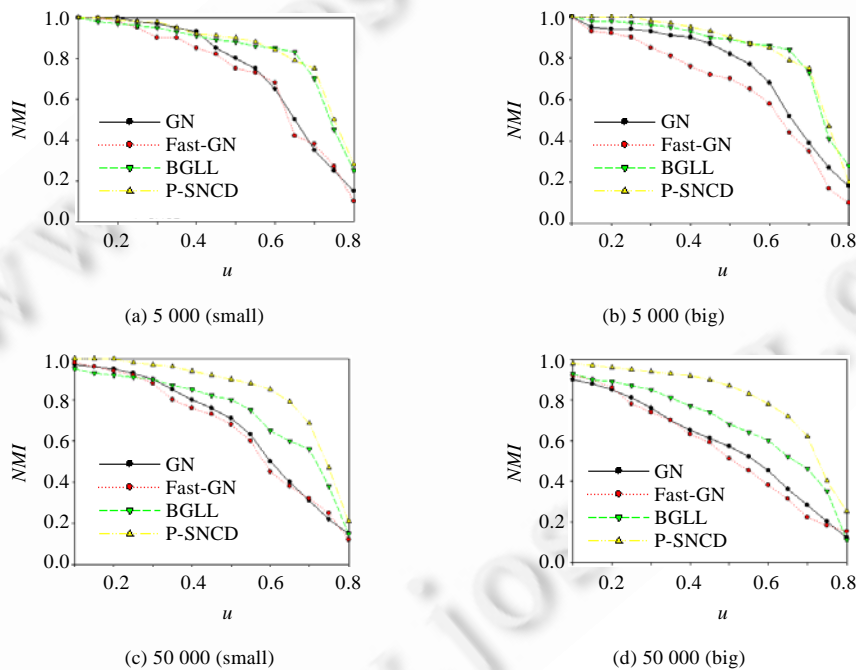 1.0
0.8
0.6
0.4
0.2
0.0
NMI
GN
Fast-GN
BGLL
P-SNCD
0.2 0.4 0.6 0.8
u
(a) 5 000 (small)
1.0
0.8
0.6
0.4
0.2
0.0
NMI
GN
Fast-GN
BGLL
P-SNCD
0.2 0.4 0.6 0.8
u
(b) 5 000 (big)
1.0
0.8
0.6
0.4
0.2
0.0
NMI
GN
Fast-GN
BGLL
P-SNCD
0.2 0.4 0.6 0.8
u
(c) 50 000 (small)
1.0
0.8
0.6
0.4
0.2
0.0
NMI
GN
Fast-GN
BGLL
P-SNCD
0.2 0.4 0.6 0.8
u
(d) 50 000 (big)